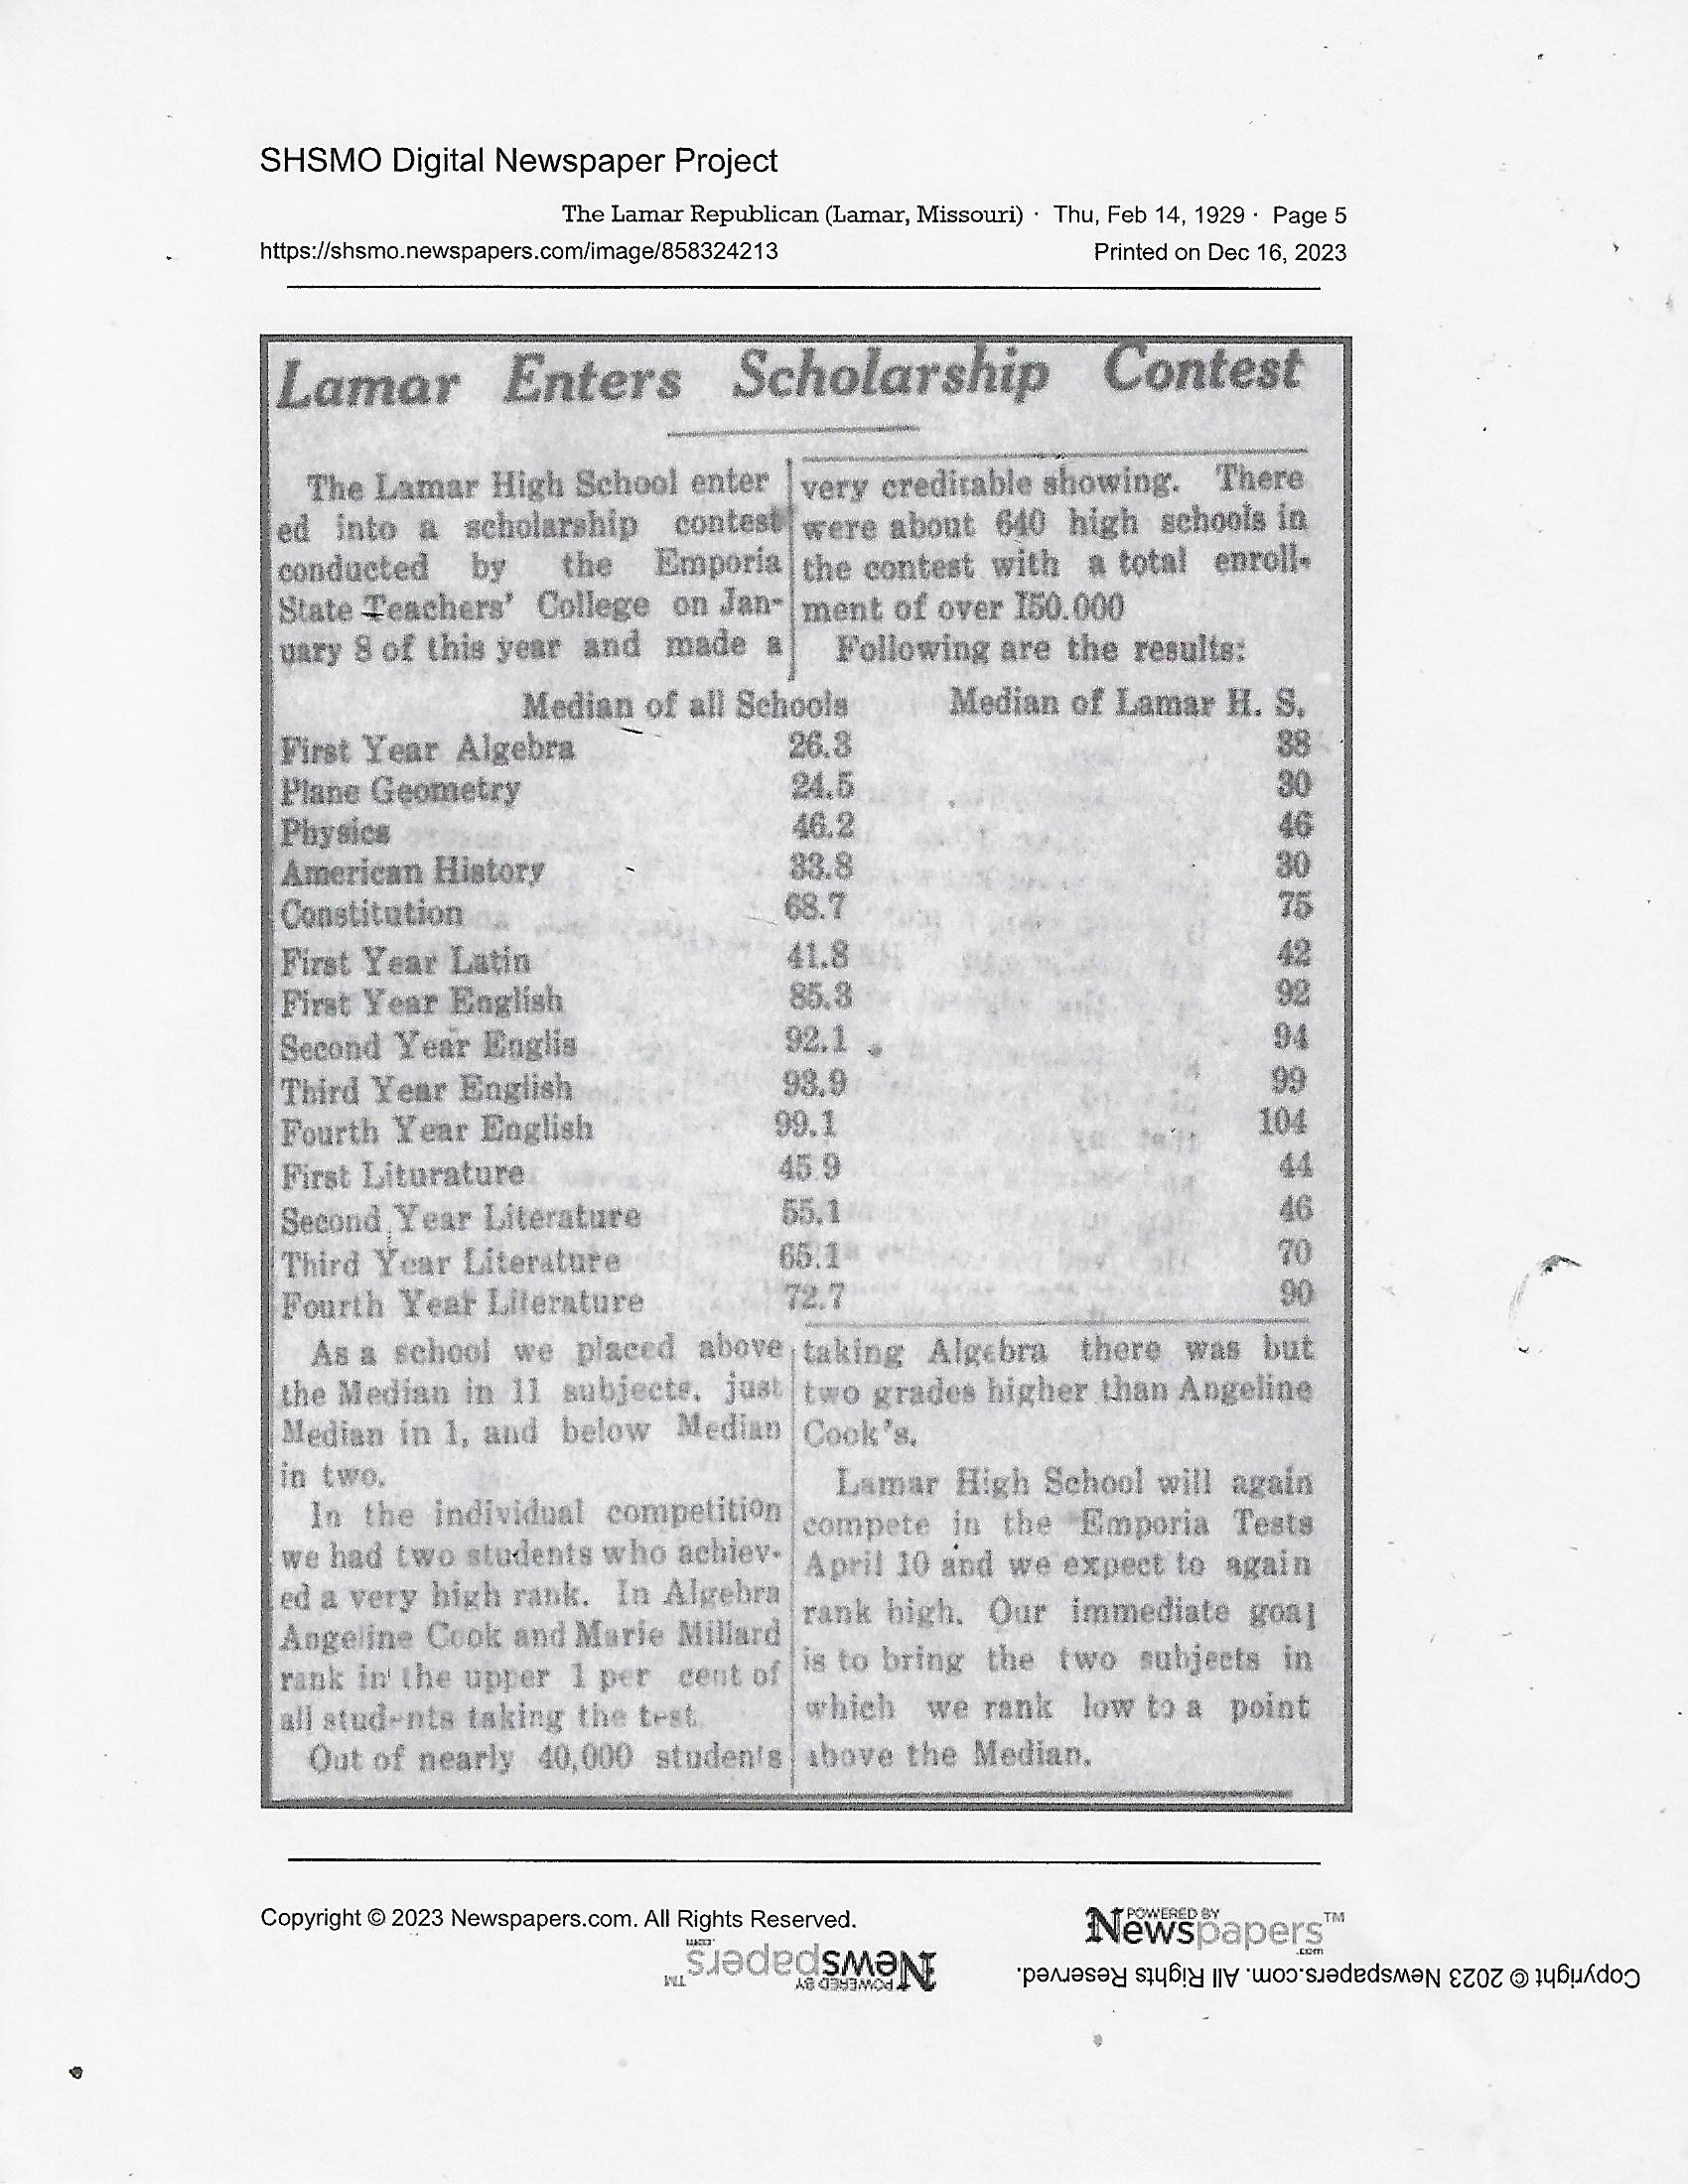 SHSMO Digital Newspaper Project
The Lamar Republican (Lamar, Missouri) · Thu, Feb 14, 1929 · Page 5
https://shsmo.newspapers.com/image/858324213
Printed on Dec 16, 2023
Lamar Enters Scholarship Contest
The Lamar High School enter
ed into a scholarship contest
conducted by the Emporia
State Teachers' College on Jan-
uary 8 of this year and made a
very creditable showing. There
were about 640 high schools in
the contest with a total enroll-
ment of over 150.000
Following are the results:
Median of all Schools Median of Lamar H. S.
First Year Algebra 26.3 38
Plane Geometry 24.5 30
Physics 46.2 46
American History 33.8 30
Constitution 68.7 75
First Year Latin 41.8 42
First Year English 85.3 92
Second Year Englis 92.1 94
Third Year English 93.9 99
Fourth Year English 99.1 104
First Liturature 45 9 44
Second Year Literature 55.1 46
Third Year Literature 65.1 70
Fourth Year Literature 72.7 90
As a school we placed above
the Median in 11 subjects, just
Median in 1, and below Median
in two.
In the individual competition
we had two students who achiev-
ed a very high rank. In Algebra
Angeline Cook and Marie Millard
rank in the upper 1 per cent of
all students taking the test.
Out of nearly 40,000 students
taking Algebra there was but
two grades higher than Angeline
Cook's.
Lamar High School will again
compete in the Emporia Tests
April 10 and we expect to again
rank high. Our immediate goal
is to bring the two subjects in
which we rank low to a point
above the Median.
Copyright © 2023 Newspapers.com. All Rights Reserved.
POWERED BY
Newspapers™
.com
POWERED BY
Newspapers™
.com
Copyright © 2023 Newspapers.com. All Rights Reserved.